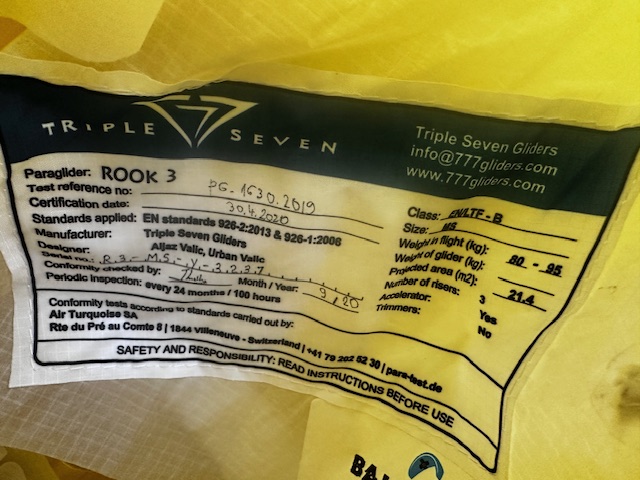 TRIPLE SEVEN
Triple Seven Gliders
info@777gliders.com
www.777gliders.com
Paraglider: ROOK 3
Test reference no: PG-1630.2019
Certification date: 30.4.2020
Standards applied: EN standards 926-2:2013 & 926-1:2006
Manufacturer: Triple Seven Gliders
Designer: Aljaz Valic, Urban Valic
Serial no.: R.3-MS-Y-3237
Conformity checked by: Month / Year: 9/20
Periodic inspection: every 24 months / 100 hours
Class: EN/LTF - B
Size: MS
Weight in flight (kg): 80 - 95
Weight of glider (kg):
Projected area (m2): 21.4
Number of risers: 3
Accelerator: Yes
Trimmers: No
Conformity tests according to standards carried out by:
Air Turquoise SA
Rte du Pré au Comte 8 | 1844 Villeneuve - Switzerland | +41 79 202 52 30 | para-test.de
SAFETY AND RESPONSIBILITY: READ INSTRUCTIONS BEFORE USE